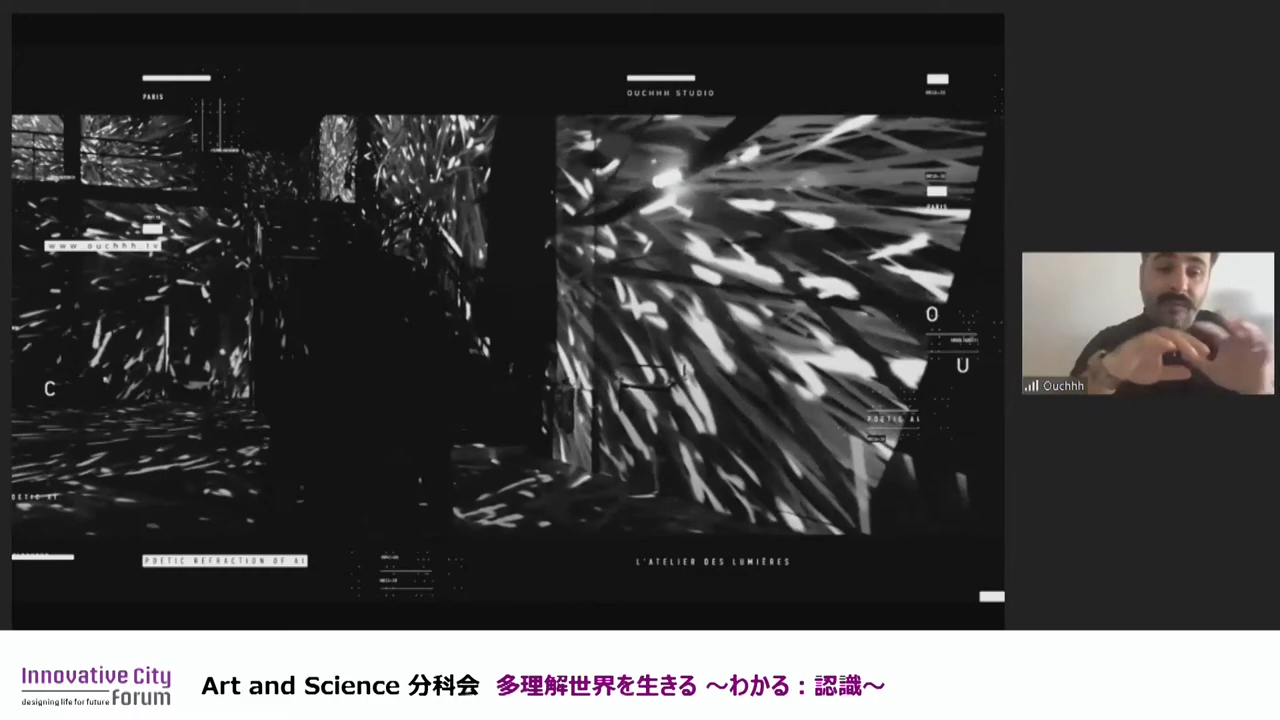 PARIS
OUCHHH STUDIO
www ouchhh tv
PARIS
O
U
C
POETIC AI
POETIC AI
POETIC REFRACTION OF AI
L'ATELIER DES LUMIÈRES
Ouchhh
Innovative City
Forum
designing life for future
Art and Science 分科会 多理解世界を生きる ～わかる：認識～